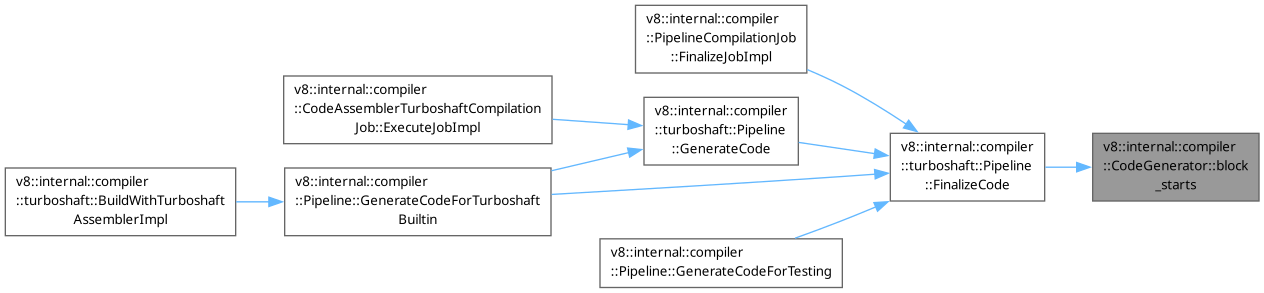 v8::internal::compiler
::PipelineCompilationJob
::FinalizeJobImpl
v8::internal::compiler
::CodeAssemblerTurboshaftCompilation
Job::ExecuteJobImpl
v8::internal::compiler
::turboshaft::Pipeline
::GenerateCode
v8::internal::compiler
::turboshaft::Pipeline
::FinalizeCode
v8::internal::compiler
::CodeGenerator::block
_starts
v8::internal::compiler
::turboshaft::BuildWithTurboshaft
AssemblerImpl
v8::internal::compiler
::Pipeline::GenerateCodeForTurboshaft
Builtin
v8::internal::compiler
::Pipeline::GenerateCodeForTesting